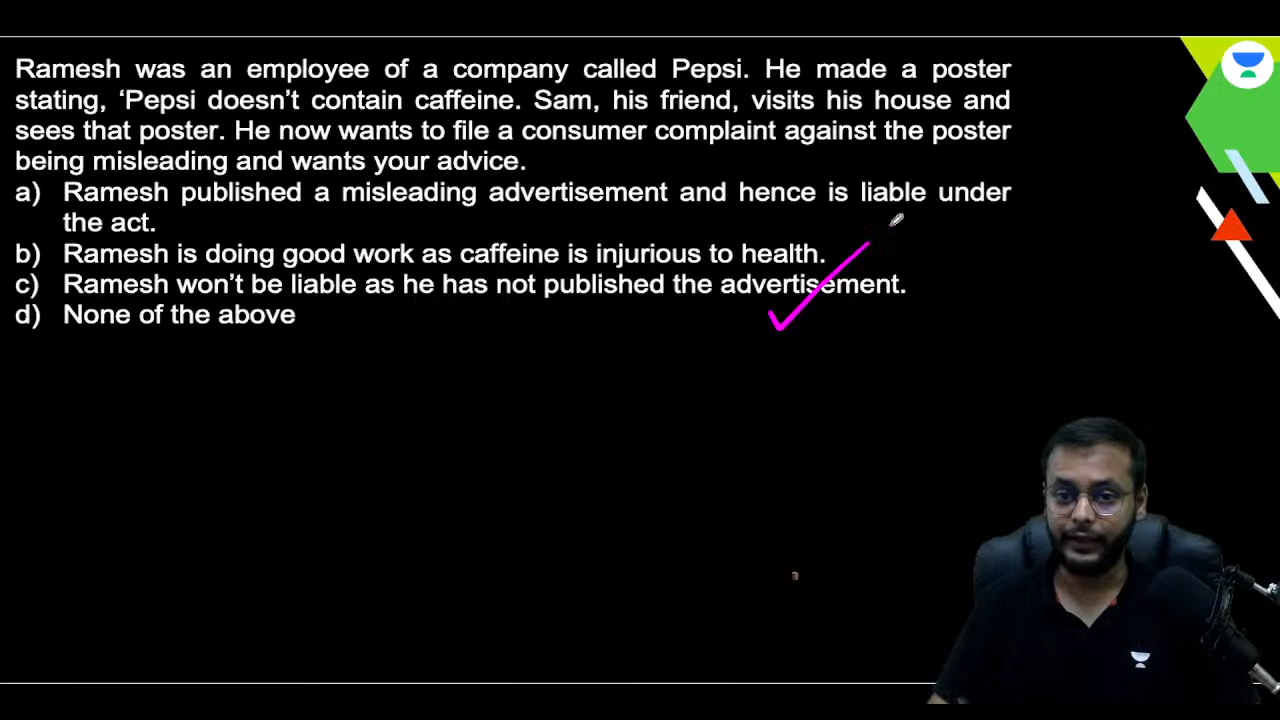 Ramesh was an employee of a company called Pepsi. He made a poster
stating, ‘Pepsi doesn’t contain caffeine. Sam, his friend, visits his house and
sees that poster. He now wants to file a consumer complaint against the poster
being misleading and wants your advice.
a) Ramesh published a misleading advertisement and hence is liable under
the act.
b) Ramesh is doing good work as caffeine is injurious to health.
c) Ramesh won’t be liable as he has not published the advertisement.
d) None of the above